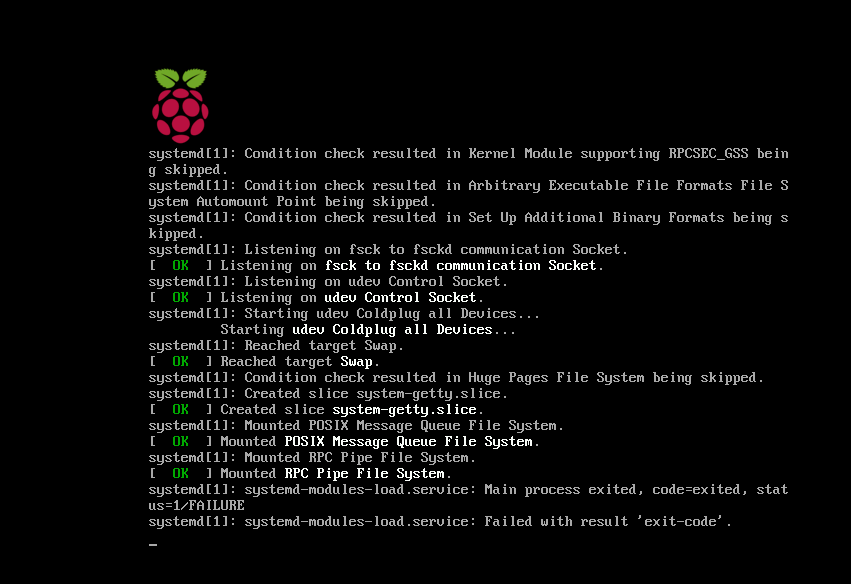 systemd[1]: Condition check resulted in Kernel Module supporting RPCSEC_GSS bein
g skipped.
systemd[1]: Condition check resulted in Arbitrary Executable File Formats File S
ystem Automount Point being skipped.
systemd[1]: Condition check resulted in Set Up Additional Binary Formats being s
kipped.
systemd[1]: Listening on fsck to fsckd communication Socket.
[  OK  ] Listening on fsck to fsckd communication Socket.
systemd[1]: Listening on udev Control Socket.
[  OK  ] Listening on udev Control Socket.
systemd[1]: Starting udev Coldplug all Devices...
         Starting udev Coldplug all Devices...
systemd[1]: Reached target Swap.
[  OK  ] Reached target Swap.
systemd[1]: Condition check resulted in Huge Pages File System being skipped.
systemd[1]: Created slice system-getty.slice.
[  OK  ] Created slice system-getty.slice.
systemd[1]: Mounted POSIX Message Queue File System.
[  OK  ] Mounted POSIX Message Queue File System.
systemd[1]: Mounted RPC Pipe File System.
[  OK  ] Mounted RPC Pipe File System.
systemd[1]: systemd-modules-load.service: Main process exited, code=exited, stat
us=1/FAILURE
systemd[1]: systemd-modules-load.service: Failed with result 'exit-code'.
_